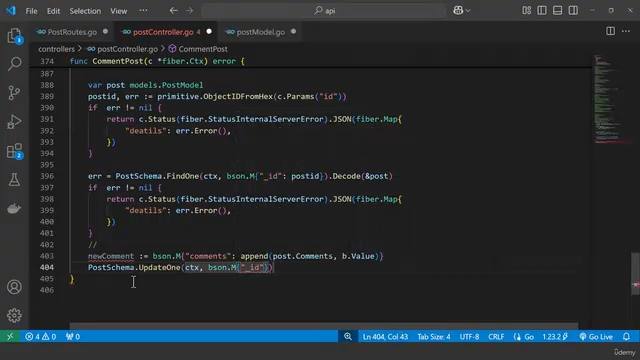 File Edit Selection View Go ... api
PostRoutes.go postController.go 4 postModel.go
controllers > postController.go > CommentPost
374 func CommentPost(c *fiber.Ctx) error {
387
388 var post models.PostModel
389 postid, err := primitive.ObjectIDFromHex(c.Params("id"))
390 if err != nil {
391 return c.Status(fiber.StatusInternalServerError).JSON(fiber.Map{
392 "deatils": err.Error(),
393 })
394 }
395
396 err = PostSchema.FindOne(ctx, bson.M{"_id": postid}).Decode(&post)
397 if err != nil {
398 return c.Status(fiber.StatusInternalServerError).JSON(fiber.Map{
399 "deatils": err.Error(),
400 })
401 }
402 //
403 newComment := bson.M{"comments": append(post.Comments, b.Value)}
404 PostSchema.UpdateOne(ctx, bson.M{"_id"})
405 }
406
4 0 0 Ln 404, Col 43 Tab Size: 4 UTF-8 CRLF Go 1.23.2 Go Live
udemy